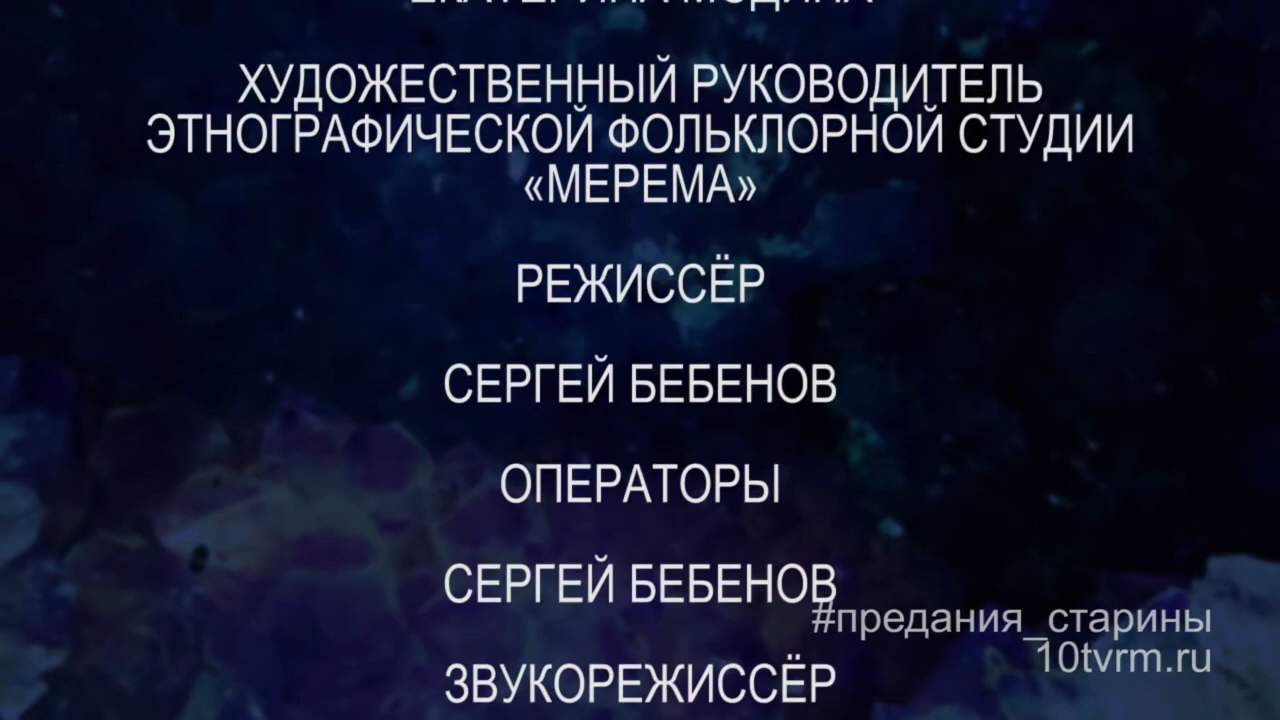 ХУДОЖЕСТВЕННЫЙ РУКОВОДИТЕЛЬ
ЭТНОГРАФИЧЕСКОЙ ФОЛЬКЛОРНОЙ СТУДИИ
«МЕРЕМА»
РЕЖИССЁР
СЕРГЕЙ БЕБЕНОВ
ОПЕРАТОРЫ
СЕРГЕЙ БЕБЕНОВ
#предания_старины
10tvrm.ru
ЗВУКОРЕЖИССЁР